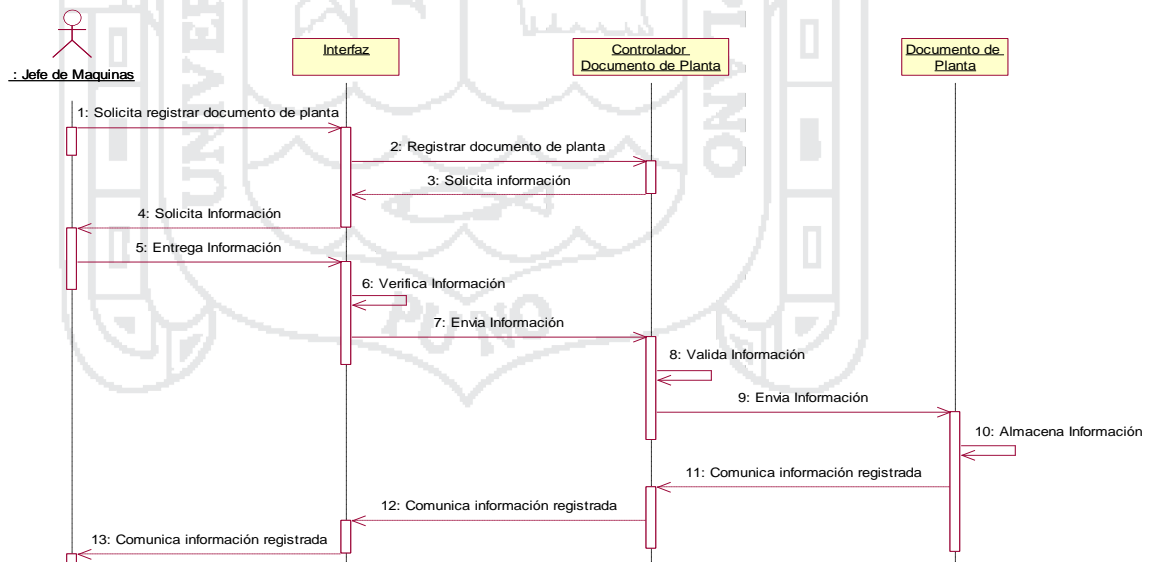 : Jefe de Maquinas
Interfaz
Controlador
Documento de Planta
Documento de
Planta
1: Solicita registrar documento de planta
2: Registrar documento de planta
3: Solicita información
4: Solicita Información
5: Entrega Información
6: Verifica Información
7: Envia Información
8: Valida Información
9: Envia Información
10: Almacena Información
11: Comunica información registrada
12: Comunica información registrada
13: Comunica información registrada
PUNO